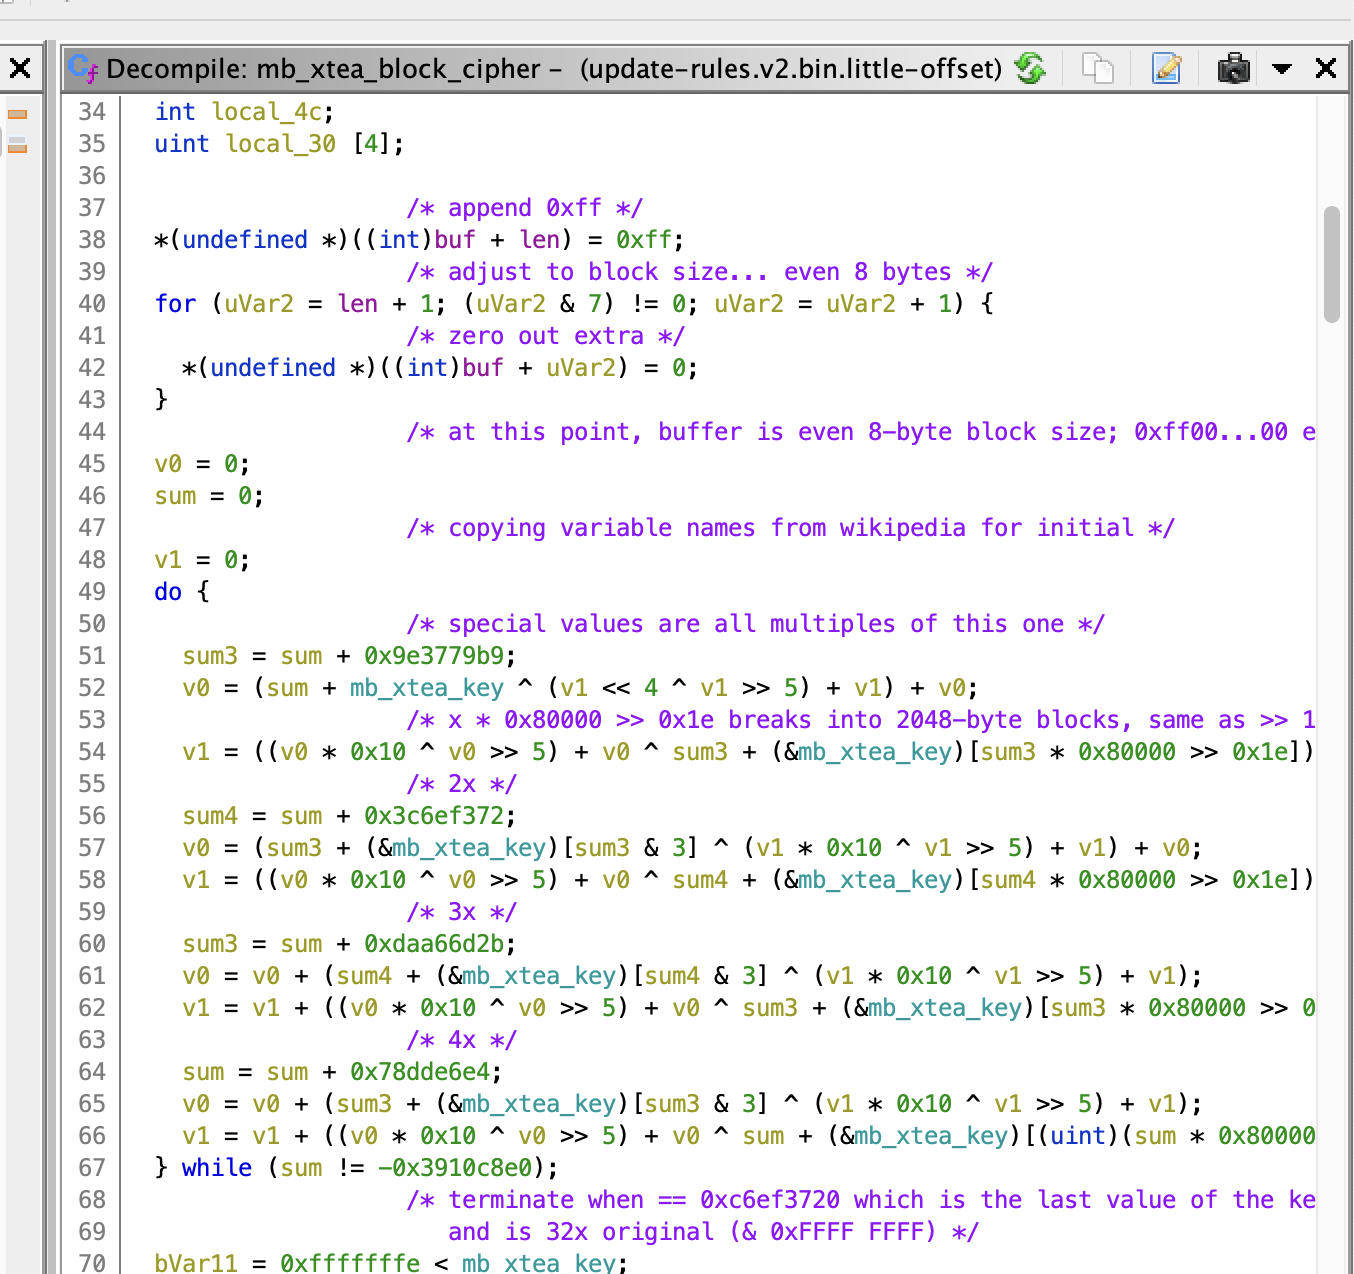 Decompile: mb_xtea_block_cipher - (update-rules.v2.bin.little-offset)
34 int local_4c;
35 uint local_30 [4];
36
37 /* append 0xff */
38 *(undefined *)((int)buf + len) = 0xff;
39 /* adjust to block size... even 8 bytes */
40 for (uVar2 = len + 1; (uVar2 & 7) != 0; uVar2 = uVar2 + 1) {
41 /* zero out extra */
42 *(undefined *)((int)buf + uVar2) = 0;
43 }
44 /* at this point, buffer is even 8-byte block size; 0xff00...00 e
45 v0 = 0;
46 sum = 0;
47 /* copying variable names from wikipedia for initial */
48 v1 = 0;
49 do {
50 /* special values are all multiples of this one */
51 sum3 = sum + 0x9e3779b9;
52 v0 = (sum + mb_xtea_key ^ (v1 << 4 ^ v1 >> 5) + v1) + v0;
53 /* x * 0x80000 >> 0x1e breaks into 2048-byte blocks, same as >> 1
54 v1 = ((v0 * 0x10 ^ v0 >> 5) + v0 ^ sum3 + (&mb_xtea_key)[sum3 * 0x80000 >> 0x1e])
55 /* 2x */
56 sum4 = sum + 0x3c6ef372;
57 v0 = (sum3 + (&mb_xtea_key)[sum3 & 3] ^ (v1 * 0x10 ^ v1 >> 5) + v1) + v0;
58 v1 = ((v0 * 0x10 ^ v0 >> 5) + v0 ^ sum4 + (&mb_xtea_key)[sum4 * 0x80000 >> 0x1e])
59 /* 3x */
60 sum3 = sum + 0xdaa66d2b;
61 v0 = v0 + (sum4 + (&mb_xtea_key)[sum4 & 3] ^ (v1 * 0x10 ^ v1 >> 5) + v1);
62 v1 = v1 + ((v0 * 0x10 ^ v0 >> 5) + v0 ^ sum3 + (&mb_xtea_key)[sum3 * 0x80000 >> 0
63 /* 4x */
64 sum = sum + 0x78dde6e4;
65 v0 = v0 + (sum3 + (&mb_xtea_key)[sum3 & 3] ^ (v1 * 0x10 ^ v1 >> 5) + v1);
66 v1 = v1 + ((v0 * 0x10 ^ v0 >> 5) + v0 ^ sum + (&mb_xtea_key)[(uint)(sum * 0x80000
67 } while (sum != -0x3910c8e0);
68 /* terminate when == 0xc6ef3720 which is the last value of the ke
69 and is 32x original (& 0xFFFF FFFF) */
70 bVar11 = 0xfffffffe < mb_xtea_key;